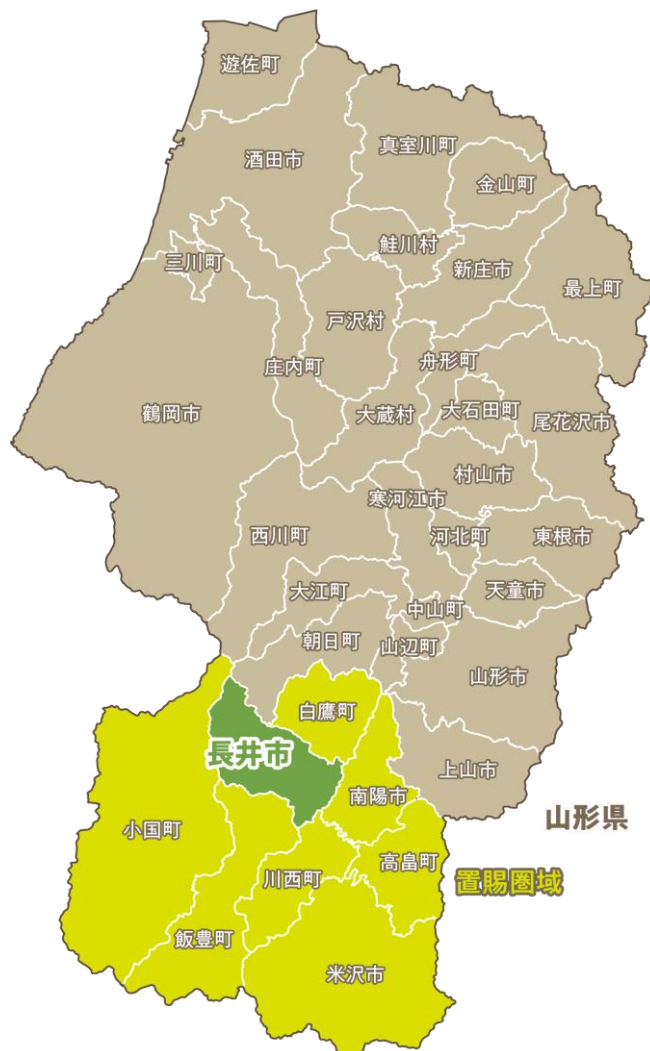 遊佐町
真室川町
酒田市
金山町
鮭川村
三川町
新庄市
最上町
戸沢村
舟形町
庄内町
鶴岡市
大蔵村
大石田町
尾花沢市
村山市
寒河江市
西川町
河北町
東根市
大江町
天童市
中山町
朝日町
山辺町
山形市
白鷹町
長井市
上山市
南陽市
山形県
小国町
高畠町
川西町
置賜圏域
飯豊町
米沢市